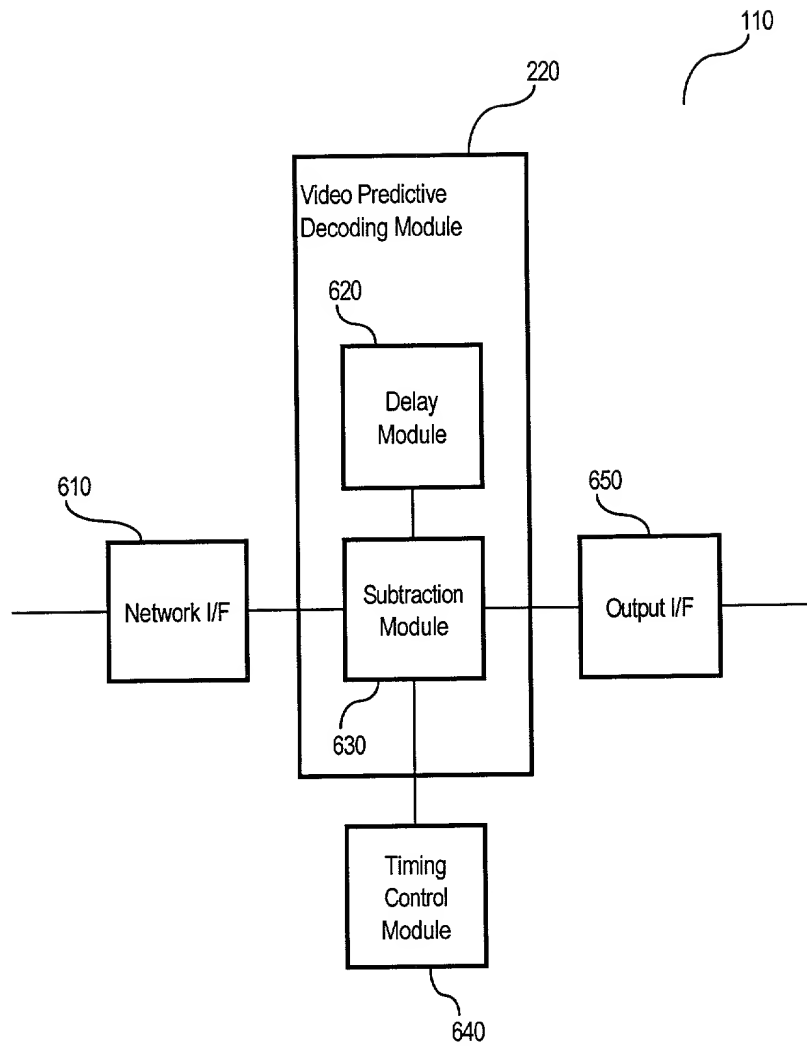 110
220
Video Predictive
Decoding Module
620
Delay
Module
610
650
Network I/F
Subtraction
Module
Output I/F
630
Timing
Control
Module
640